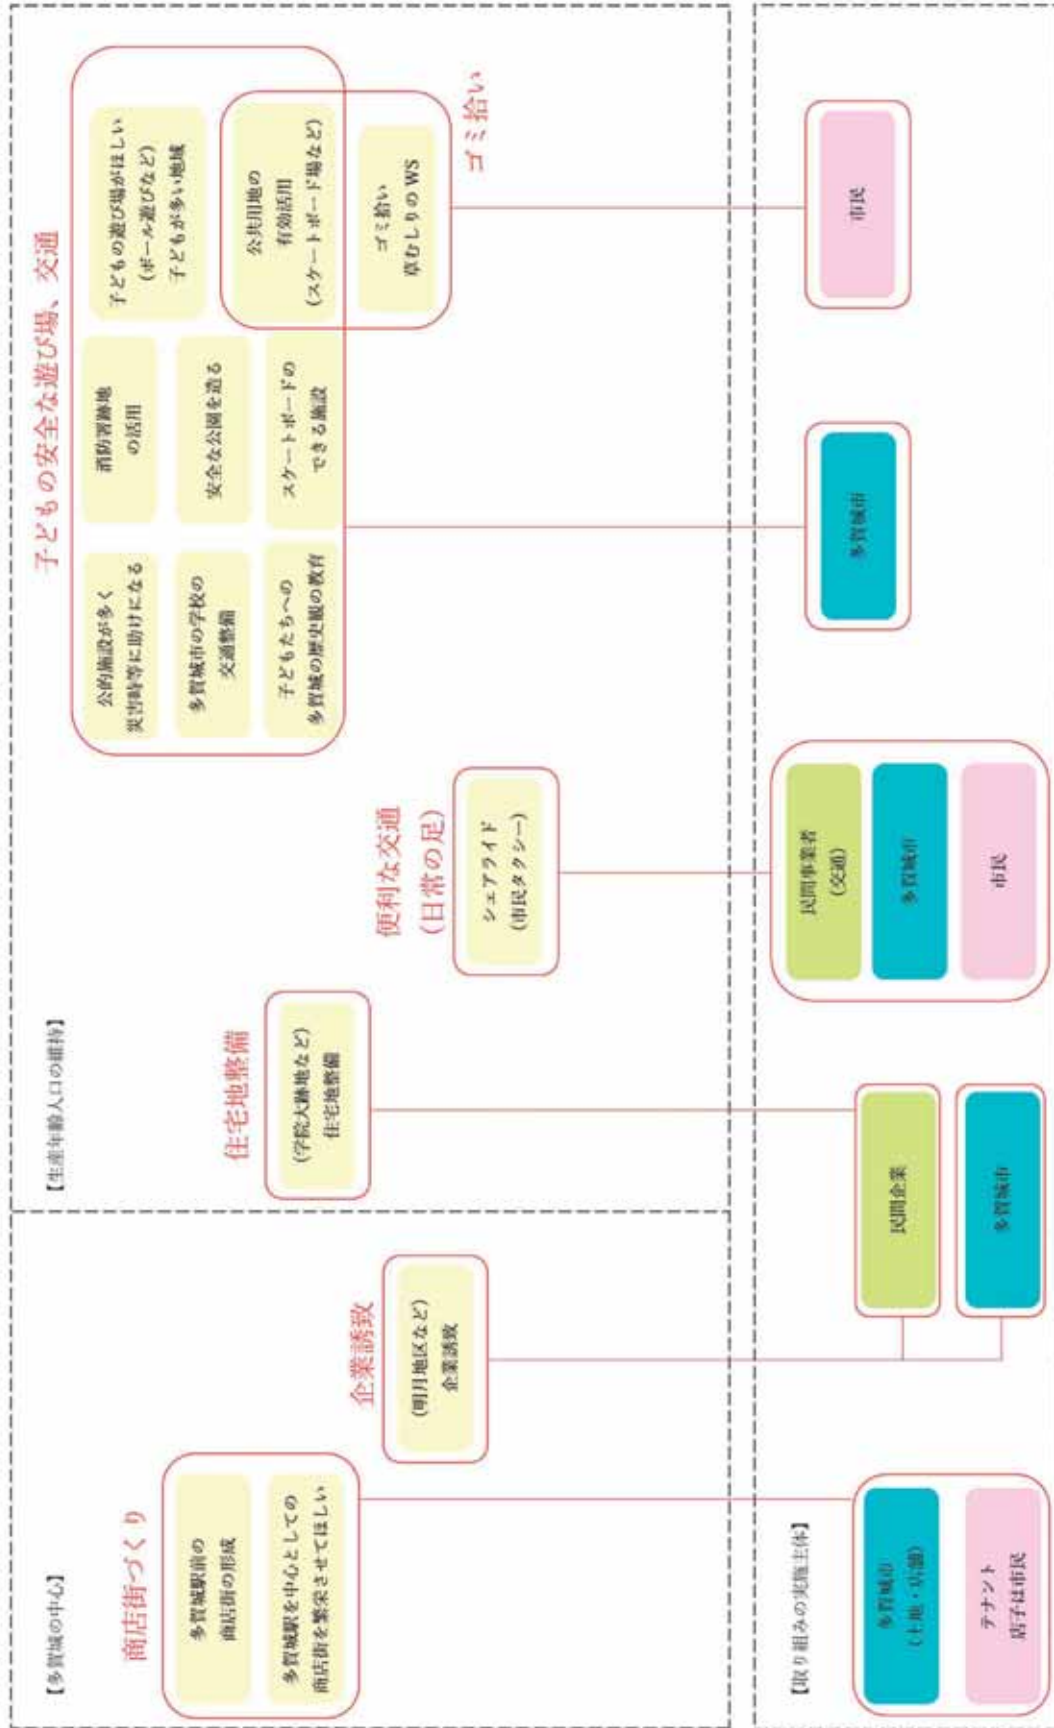 【多賀城の中心】
商店街づくり
多賀城駅前の
商店街の形成
多賀城駅を中心としての
商店街を繁栄させてほしい
企業誘致
(明月地区など)
企業誘致
【生産年齢人口の維持】
住宅地整備
(学院大跡地など)
住宅地整備
便利な交通
(日常の足)
シェアライド
(市民タクシー)
子どもの安全な遊び場、交通
公的施設が多く
災害時等に助けになる
消防署跡地
の活用
子どもの遊び場がほしい
(ボール遊びなど)
子どもが多い地域
多賀城市の学校の
交通整備
安全な公園を造る
公共用地の
有効活用
(スケートボード場など)
子どもたちへの
多賀城の歴史観の教育
スケートボードの
できる施設
ゴミ拾い
草むしりの WS
ゴミ拾い
【取り組みの実施主体】
多賀城市
(土地・店舗)
テナント
店子は市民
民間企業
多賀城市
民間事業者
(交通)
多賀城市
市民
多賀城市
市民